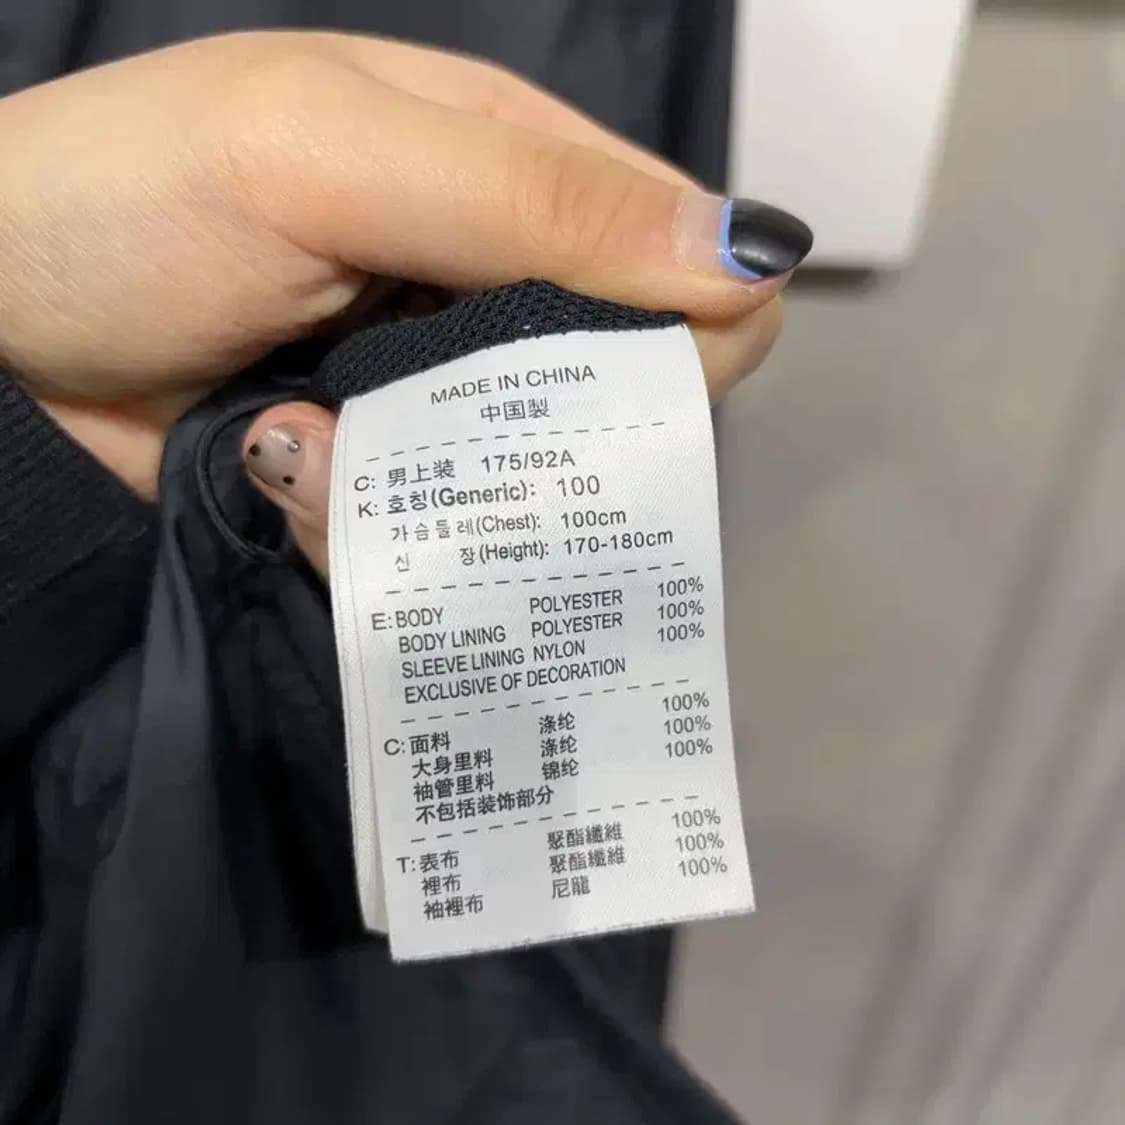 MADE IN CHINA
中国製
C: 男上装 175/92A
K: 호칭(Generic): 100
가슴둘레(Chest): 100cm
신 장(Height): 170-180cm
E: BODY POLYESTER 100%
BODY LINING POLYESTER 100%
SLEEVE LINING NYLON 100%
EXCLUSIVE OF DECORATION
C: 面料 涤纶 100%
大身里料 涤纶 100%
袖管里料 锦纶 100%
不包括装饰部分
T: 表布 聚酯纖維 100%
裡布 聚酯纖維 100%
袖裡布 尼龍 100%